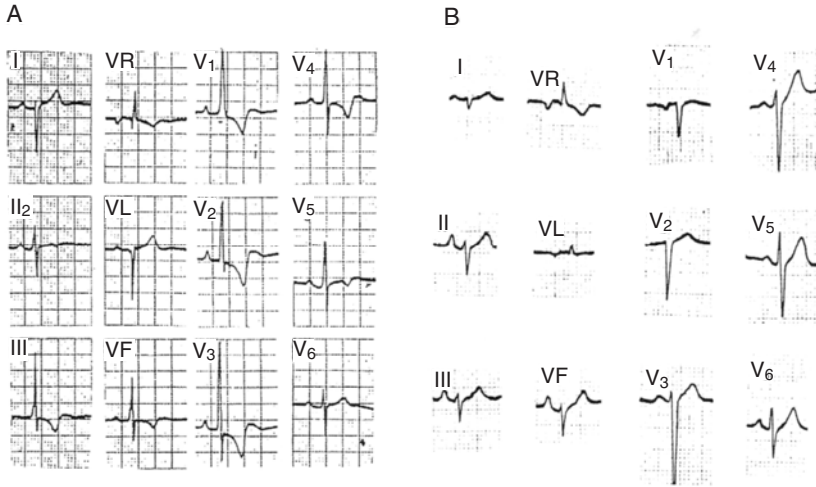 A
B
I VR V1 V4
II2 VL V2 V5
III VF V3 V6
I VR V1 V4
II VL V2 V5
III VF V3 V6